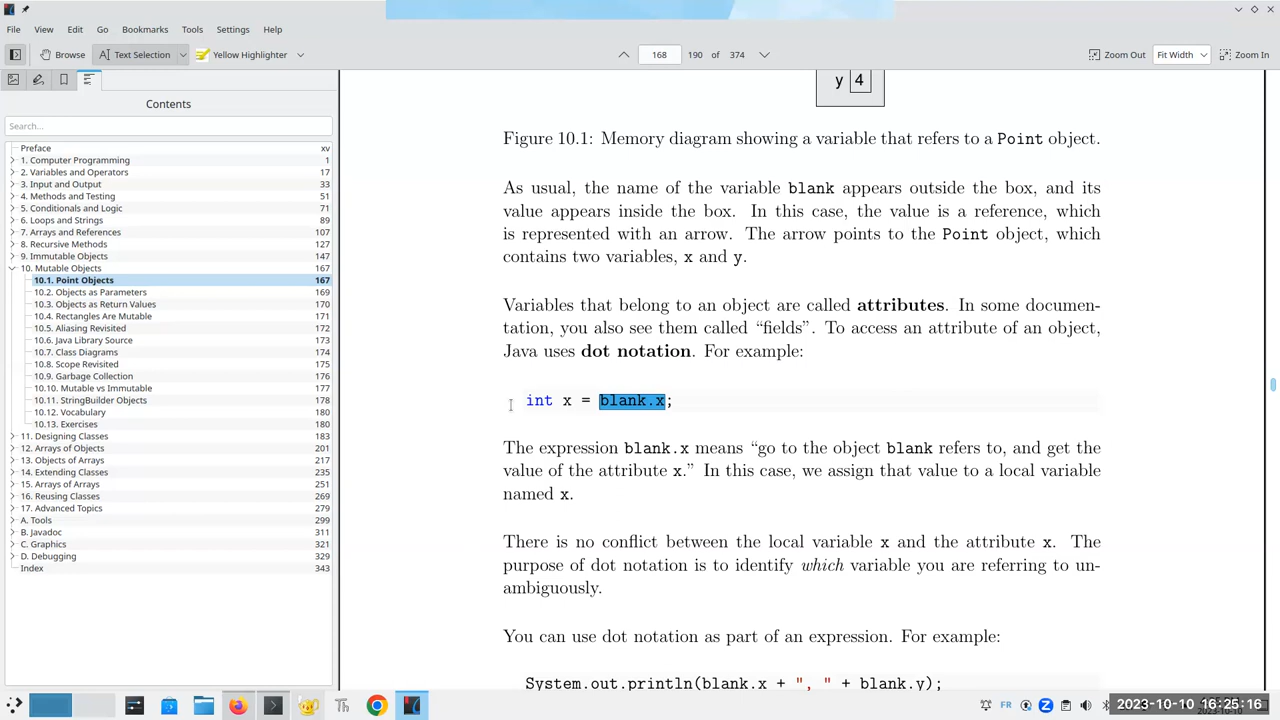 File View Edit Go Bookmarks Tools Settings Help
Browse Text Selection Yellow Highlighter 168 190 of 374 Zoom Out Fit Width Zoom In
Contents
Search...
Preface xv
1. Computer Programming 1
2. Variables and Operators 17
3. Input and Output 33
4. Methods and Testing 51
5. Conditionals and Logic 71
6. Loops and Strings 89
7. Arrays and References 107
8. Recursive Methods 127
9. Immutable Objects 147
10. Mutable Objects 167
10.1. Point Objects 167
10.2. Objects as Parameters 169
10.3. Objects as Return Values 170
10.4. Rectangles Are Mutable 171
10.5. Aliasing Revisited 172
10.6. Java Library Source 173
10.7. Class Diagrams 174
10.8. Scope Revisited 175
10.9. Garbage Collection 176
10.10. Mutable vs Immutable 177
10.11. StringBuilder Objects 178
10.12. Vocabulary 180
10.13. Exercises 180
11. Designing Classes 183
12. Arrays of Objects 201
13. Objects of Arrays 217
14. Extending Classes 235
15. Arrays of Arrays 251
16. Reusing Classes 269
17. Advanced Topics 281
A. Tools 299
B. Javadoc 311
C. Graphics 321
D. Debugging 329
Index 343
y 4
Figure 10.1: Memory diagram showing a variable that refers to a Point object.
As usual, the name of the variable blank appears outside the box, and its
value appears inside the box. In this case, the value is a reference, which
is represented with an arrow. The arrow points to the Point object, which
contains two variables, x and y.
Variables that belong to an object are called attributes. In some documen-
tation, you also see them called “fields”. To access an attribute of an object,
Java uses dot notation. For example:
int x = blank.x;
The expression blank.x means “go to the object blank refers to, and get the
value of the attribute x.” In this case, we assign that value to a local variable
named x.
There is no conflict between the local variable x and the attribute x. The
purpose of dot notation is to identify which variable you are referring to un-
ambiguously.
You can use dot notation as part of an expression. For example:
System.out.println(blank.x + ", " + blank.y);
Th FR 2023-10-10 16:25:16